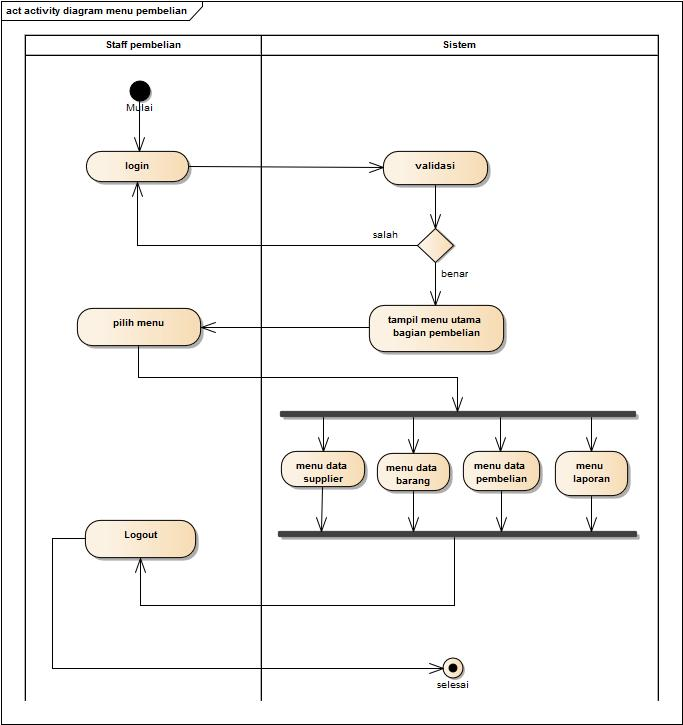 act activity diagram menu pembelian
Staff pembelian
Sistem
Mulai
login
validasi
salah
benar
pilih menu
tampil menu utama
bagian pembelian
menu data
supplier
menu data
barang
menu data
pembelian
menu
laporan
Logout
selesai